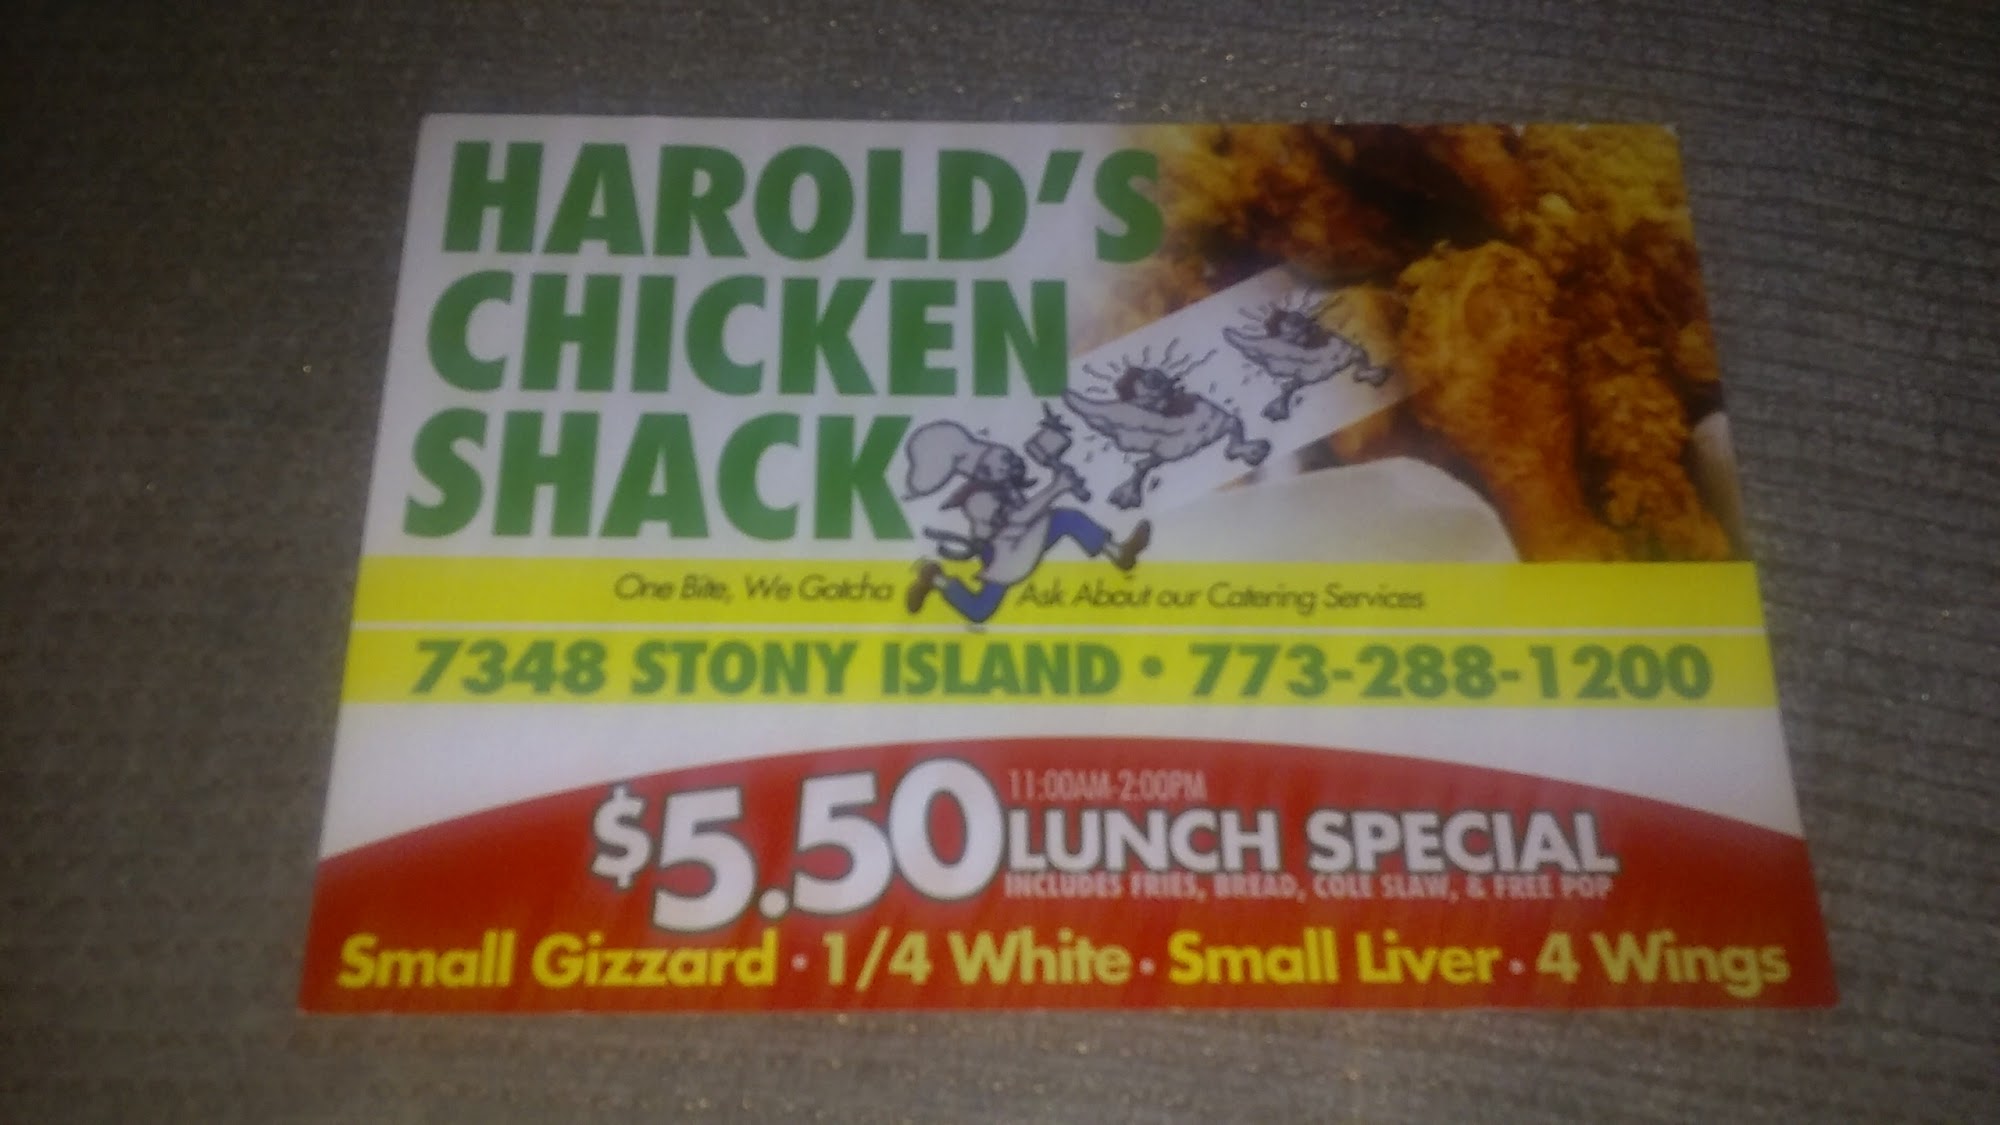 HAROLD'S
CHICKEN
SHACK
One Bite, We Gotcha Ask About our Catering Services
7348 STONY ISLAND • 773-288-1200
11:00AM-2:00PM
$5.50 LUNCH SPECIAL
INCLUDES FRIES, BREAD, COLE SLAW, & FREE POP
Small Gizzard • 1/4 White • Small Liver • 4 Wings